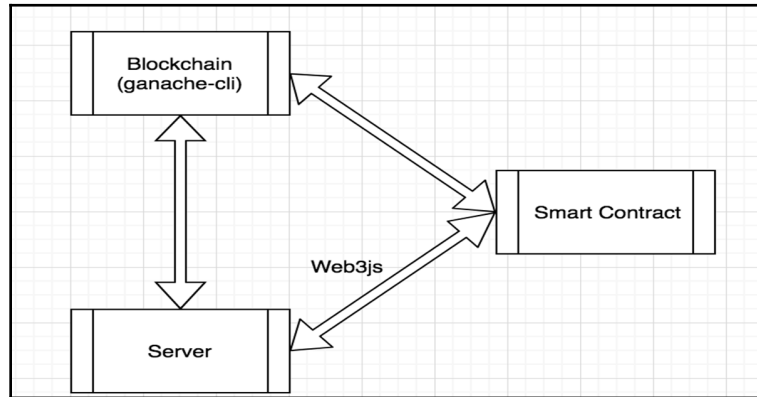 Blockchain
(ganache-cli)
Smart Contract
Web3js
Server